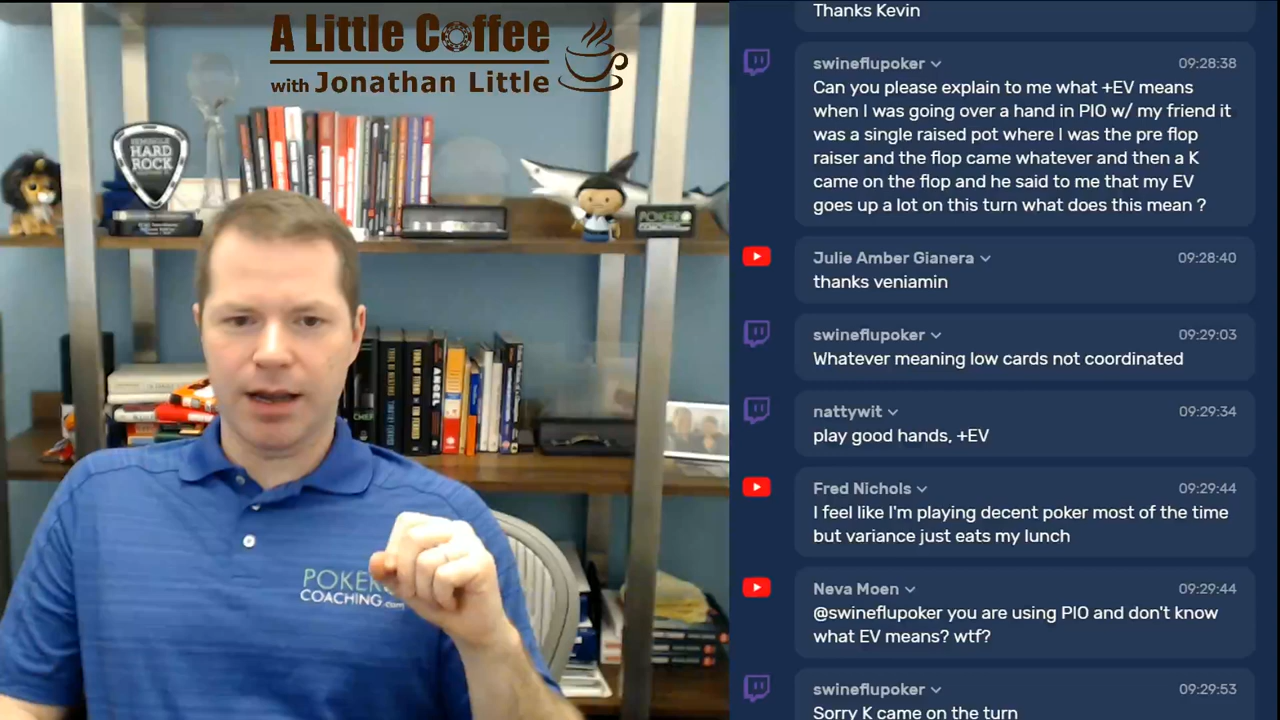 A Little Coffee
with Jonathan Little
HARD
ROCK
POKER
COACHING
ANGEL
POKER
COACHING.com
Thanks Kevin
swineflupoker
09:28:38
Can you please explain to me what +EV means
when I was going over a hand in PIO w/ my friend it
was a single raised pot where I was the pre flop
raiser and the flop came whatever and then a K
came on the flop and he said to me that my EV
goes up a lot on this turn what does this mean ?
Julie Amber Gianera
09:28:40
thanks veniamin
swineflupoker
09:29:03
Whatever meaning low cards not coordinated
nattywit
09:29:34
play good hands, +EV
Fred Nichols
09:29:44
I feel like I'm playing decent poker most of the time
but variance just eats my lunch
Neva Moen
09:29:44
@swineflupoker you are using PIO and don't know
what EV means? wtf?
swineflupoker
09:29:53
Sorry K came on the turn